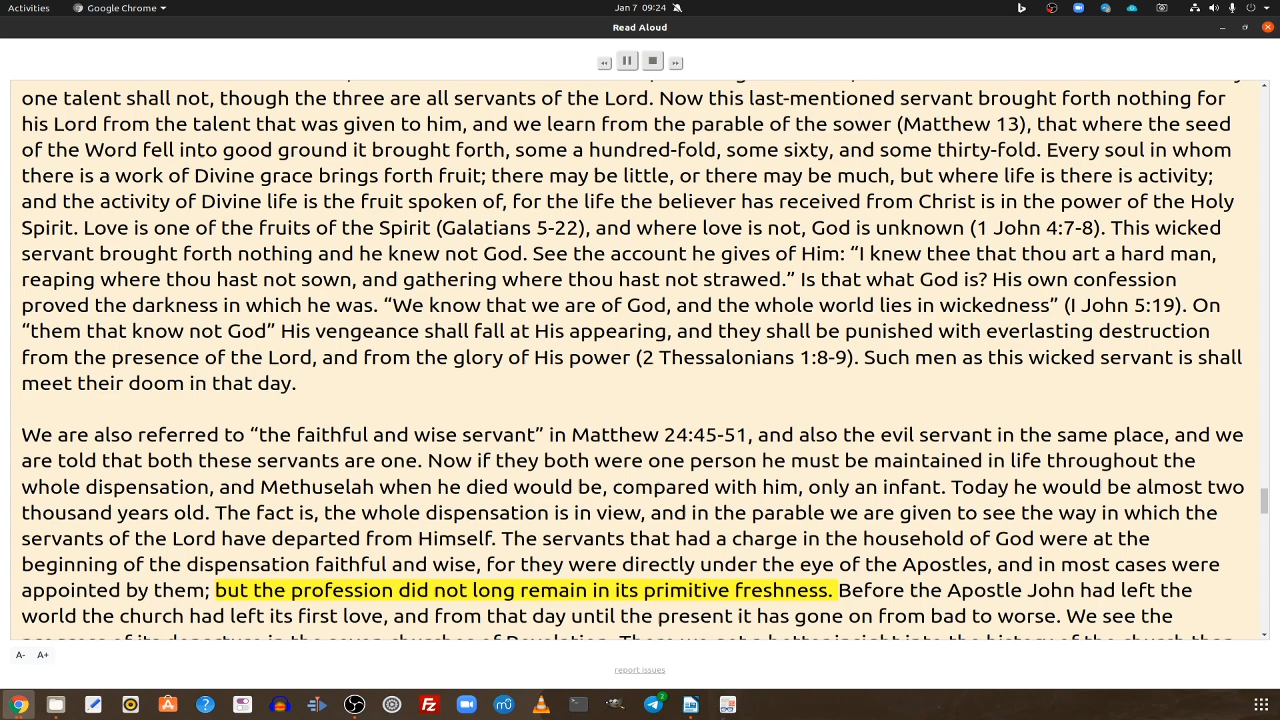 Activities
Google Chrome
Jan 7 09:24
Read Aloud
one talent shall not, though the three are all servants of the Lord. Now this last-mentioned servant brought forth nothing for
his Lord from the talent that was given to him, and we learn from the parable of the sower (Matthew 13), that where the seed
of the Word fell into good ground it brought forth, some a hundred-fold, some sixty, and some thirty-fold. Every soul in whom
there is a work of Divine grace brings forth fruit; there may be little, or there may be much, but where life is there is activity;
and the activity of Divine life is the fruit spoken of, for the life the believer has received from Christ is in the power of the Holy
Spirit. Love is one of the fruits of the Spirit (Galatians 5-22), and where love is not, God is unknown (1 John 4:7-8). This wicked
servant brought forth nothing and he knew not God. See the account he gives of Him: “I knew thee that thou art a hard man,
reaping where thou hast not sown, and gathering where thou hast not strawed.” Is that what God is? His own confession
proved the darkness in which he was. “We know that we are of God, and the whole world lies in wickedness” (I John 5:19). On
“them that know not God” His vengeance shall fall at His appearing, and they shall be punished with everlasting destruction
from the presence of the Lord, and from the glory of His power (2 Thessalonians 1:8-9). Such men as this wicked servant is shall
meet their doom in that day.
We are also referred to “the faithful and wise servant” in Matthew 24:45-51, and also the evil servant in the same place, and we
are told that both these servants are one. Now if they both were one person he must be maintained in life throughout the
whole dispensation, and Methuselah when he died would be, compared with him, only an infant. Today he would be almost two
thousand years old. The fact is, the whole dispensation is in view, and in the parable we are given to see the way in which the
servants of the Lord have departed from Himself. The servants that had a charge in the household of God were at the
beginning of the dispensation faithful and wise, for they were directly under the eye of the Apostles, and in most cases were
appointed by them; but the profession did not long remain in its primitive freshness. Before the Apostle John had left the
world the church had left its first love, and from that day until the present it has gone on from bad to worse. We see the
A- A+
report issues
2